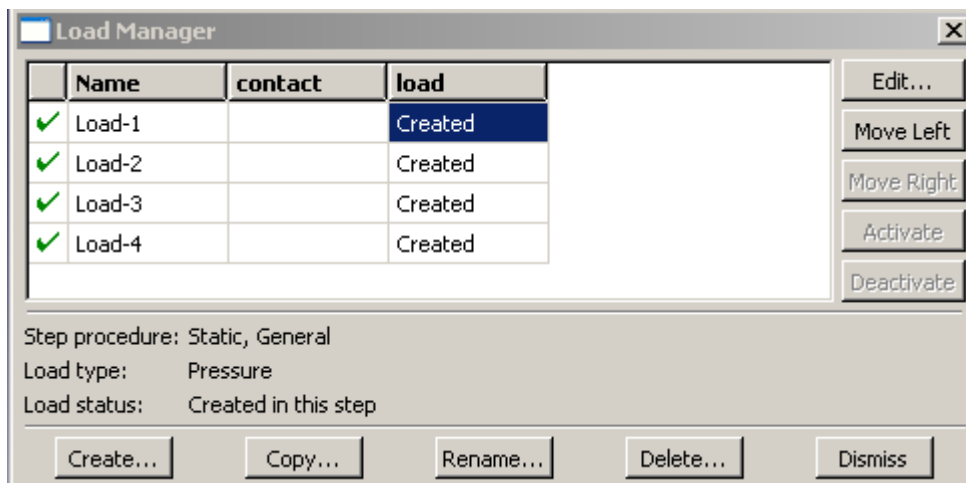 Load Manager
Name contact load
Load-1 Created
Load-2 Created
Load-3 Created
Load-4 Created
Edit...
Move Left
Move Right
Activate
Deactivate
Step procedure: Static, General
Load type: Pressure
Load status: Created in this step
Create... Copy... Rename... Delete... Dismiss